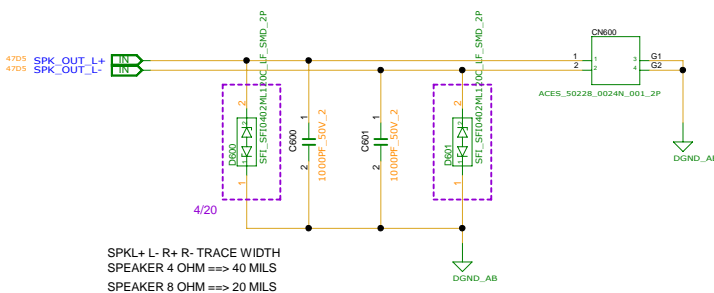 CN600
47D5 SPK_OUT_L+ IN
47D5 SPK_OUT_L- IN
1 1 3 G1
2 2 4 G2
ACES_50228_0024N_001_2P
DGND_AB
2
D600
1
SFI_SFI0402ML120C_LF_SMD_2P
1
C600
2
1000PF_50V_2
1
C601
2
1000PF_50V_2
2
D601
1
SFI_SFI0402ML120C_LF_SMD_2P
4/20
DGND_AB
SPKL+ L- R+ R- TRACE WIDTH
SPEAKER 4 OHM ==> 40 MILS
SPEAKER 8 OHM ==> 20 MILS